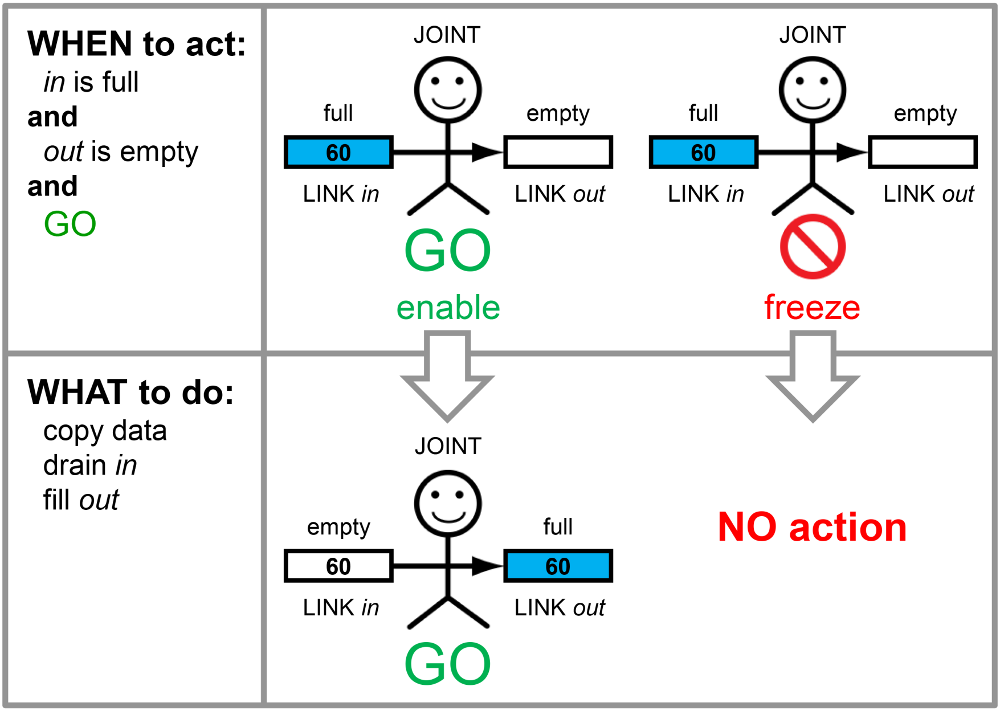 WHEN to act:
in is full
and
out is empty
and
GO
JOINT
full
empty
60
LINK in
LINK out
GO
enable
JOINT
full
empty
60
LINK in
LINK out
freeze
WHAT to do:
copy data
drain in
fill out
JOINT
empty
full
60
60
LINK in
LINK out
GO
NO action